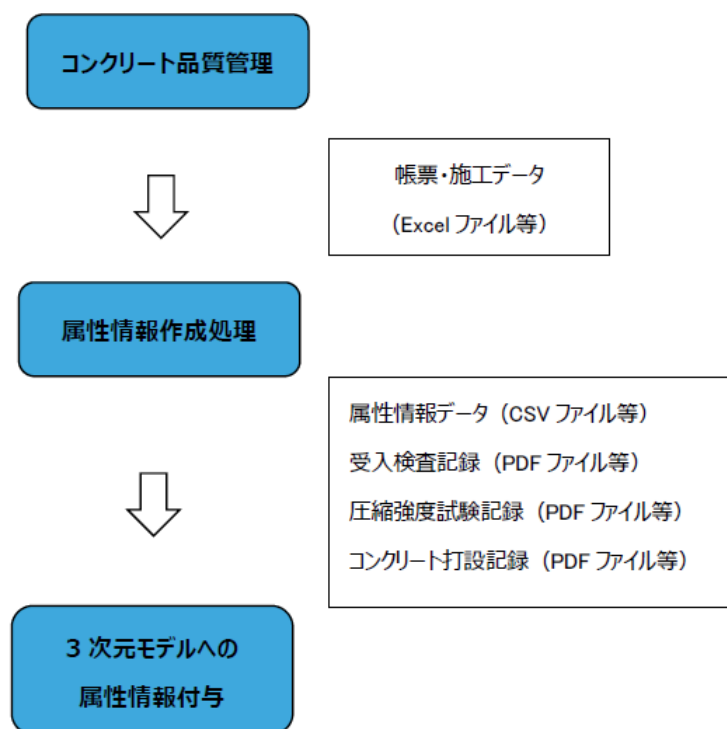 コンクリート品質管理
帳票・施工データ
（Excel ファイル等）
属性情報作成処理
属性情報データ（CSV ファイル等）
受入検査記録（PDF ファイル等）
圧縮強度試験記録（PDF ファイル等）
コンクリート打設記録（PDF ファイル等）
3 次元モデルへの
属性情報付与